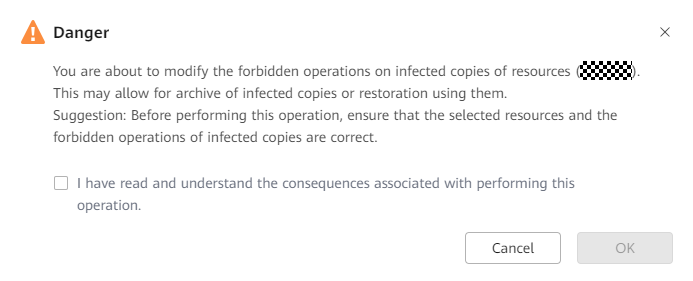 Danger
You are about to modify the forbidden operations on infected copies of resources ( ).
This may allow for archive of infected copies or restoration using them.
Suggestion: Before performing this operation, ensure that the selected resources and the
forbidden operations of infected copies are correct.
I have read and understand the consequences associated with performing this
operation.
Cancel
OK